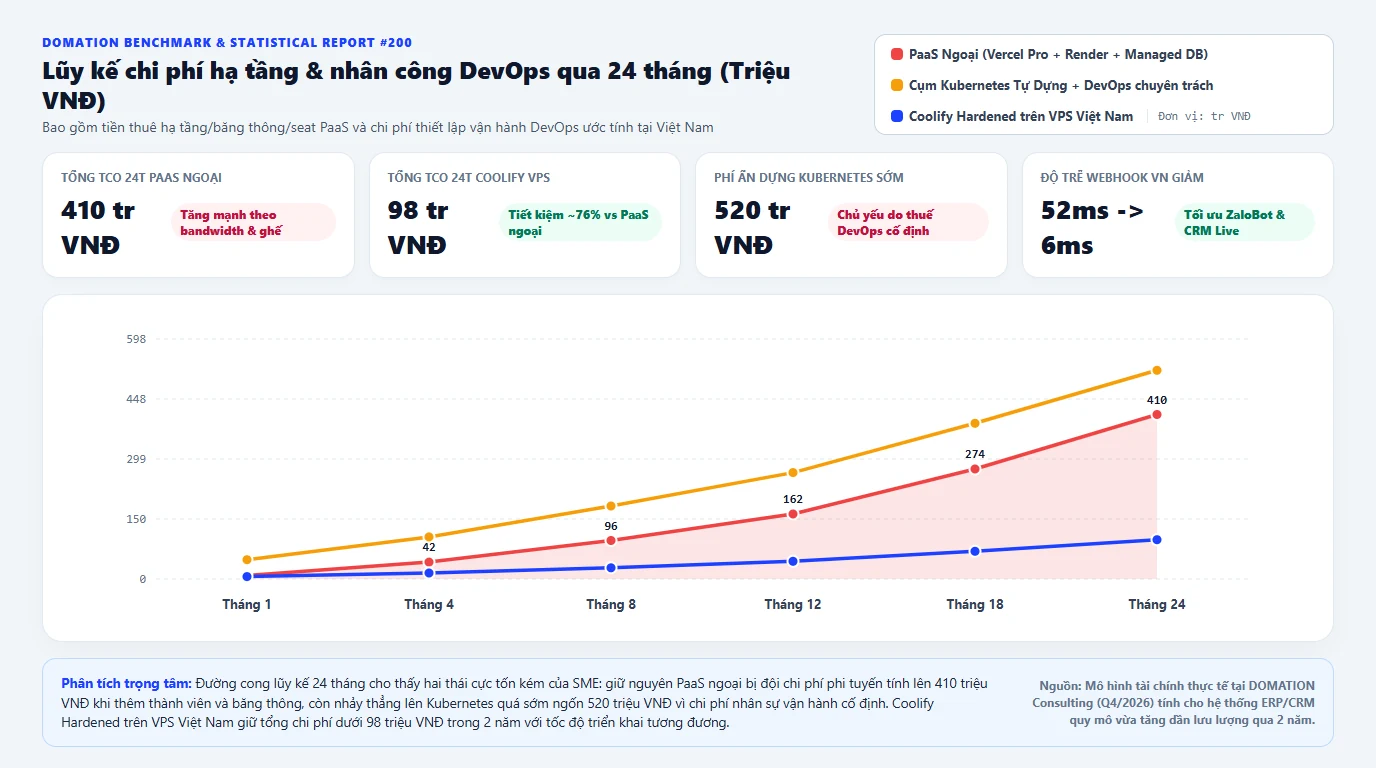 DOMATION BENCHMARK & STATISTICAL REPORT #200
Lũy kế chi phí hạ tầng & nhân công DevOps qua 24 tháng (Triệu
VNĐ)
Bao gồm tiền thuê hạ tầng/băng thông/seat PaaS và chi phí thiết lập vận hành DevOps ước tính tại Việt Nam
PaaS Ngoại (Vercel Pro + Render + Managed DB)
Cụm Kubernetes Tự Dựng + DevOps chuyên trách
Coolify Hardened trên VPS Việt Nam
Đơn vị: tr VNĐ
TỔNG TCO 24T PAAS NGOẠI
410 tr
VNĐ
Tăng mạnh theo
bandwidth & ghế
TỔNG TCO 24T COOLIFY VPS
98 tr
VNĐ
Tiết kiệm ~76% vs PaaS
ngoại
PHÍ ẨN DỰNG KUBERNETES SỚM
520 tr
VNĐ
Chủ yếu do thuế
DevOps cố định
ĐỘ TRỄ WEBHOOK VN GIẢM
52ms ->
6ms
Tối ưu ZaloBot &
CRM Live
598
448
299
150
0
42
96
162
274
410
Tháng 1
Tháng 4
Tháng 8
Tháng 12
Tháng 18
Tháng 24
Phân tích trọng tâm: Đường cong lũy kế 24 tháng cho thấy hai thái cực tốn kém của SME: giữ nguyên PaaS ngoại bị đội chi phí phi tuyến tính lên 410 triệu
VNĐ khi thêm thành viên và băng thông, còn nhảy thẳng lên Kubernetes quá sớm ngốn 520 triệu VNĐ vì chi phí nhân sự vận hành cố định. Coolify
Hardened trên VPS Việt Nam giữ tổng chi phí dưới 98 triệu VNĐ trong 2 năm với tốc độ triển khai tương đương.
Nguồn: Mô hình tài chính thực tế tại DOMATION
Consulting (Q4/2026) tính cho hệ thống ERP/CRM
quy mô vừa tăng dần lưu lượng qua 2 năm.